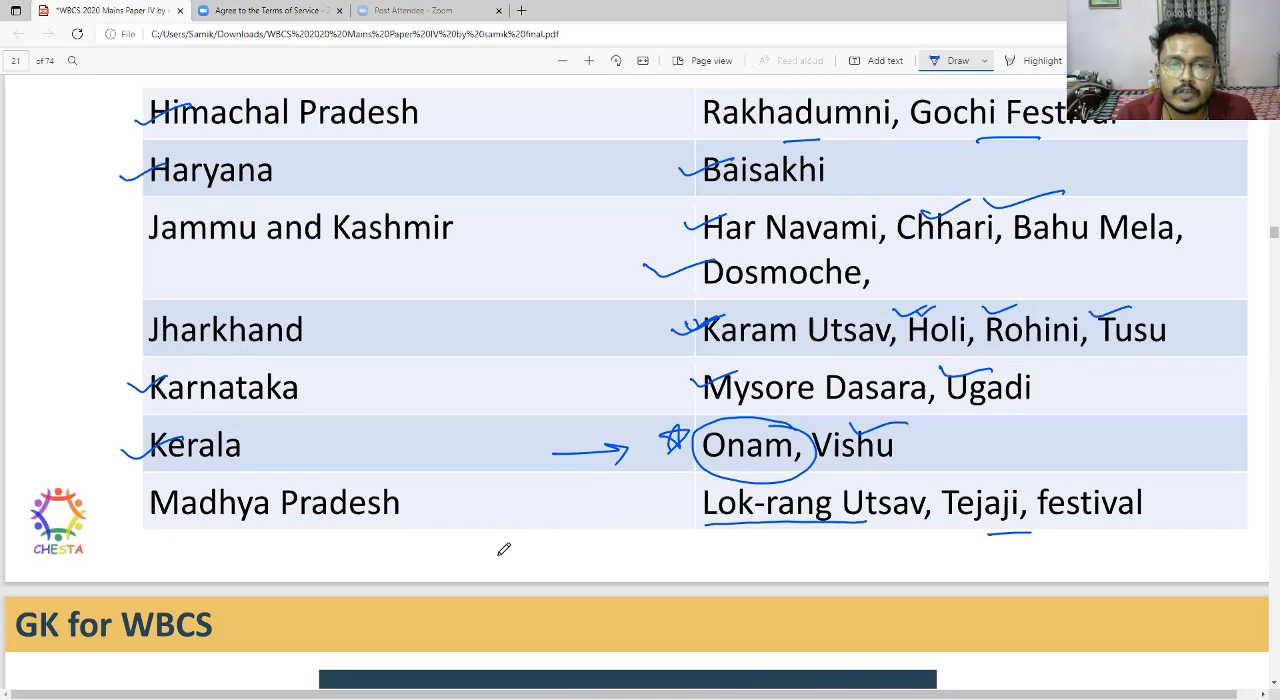 *WBCS 2020 Mains Paper IV by
Agree to the Terms of Service - Z
Post Attendee - Zoom
File
C:/Users/Samik/Downloads/WBCS%202020%20Mains%20Paper%20IV%20by%20samik%20final.pdf
21 of 74
Page view
Read aloud
Add text
Draw
Highlight
Himachal Pradesh Rakhadumni, Gochi Festival
Haryana Baisakhi
Jammu and Kashmir Har Navami, Chhari, Bahu Mela,
Dosmoche,
Jharkhand Karam Utsav, Holi, Rohini, Tusu
Karnataka Mysore Dasara, Ugadi
Kerala Onam, Vishu
Madhya Pradesh Lok-rang Utsav, Tejaji, festival
CHESTA
GK for WBCS